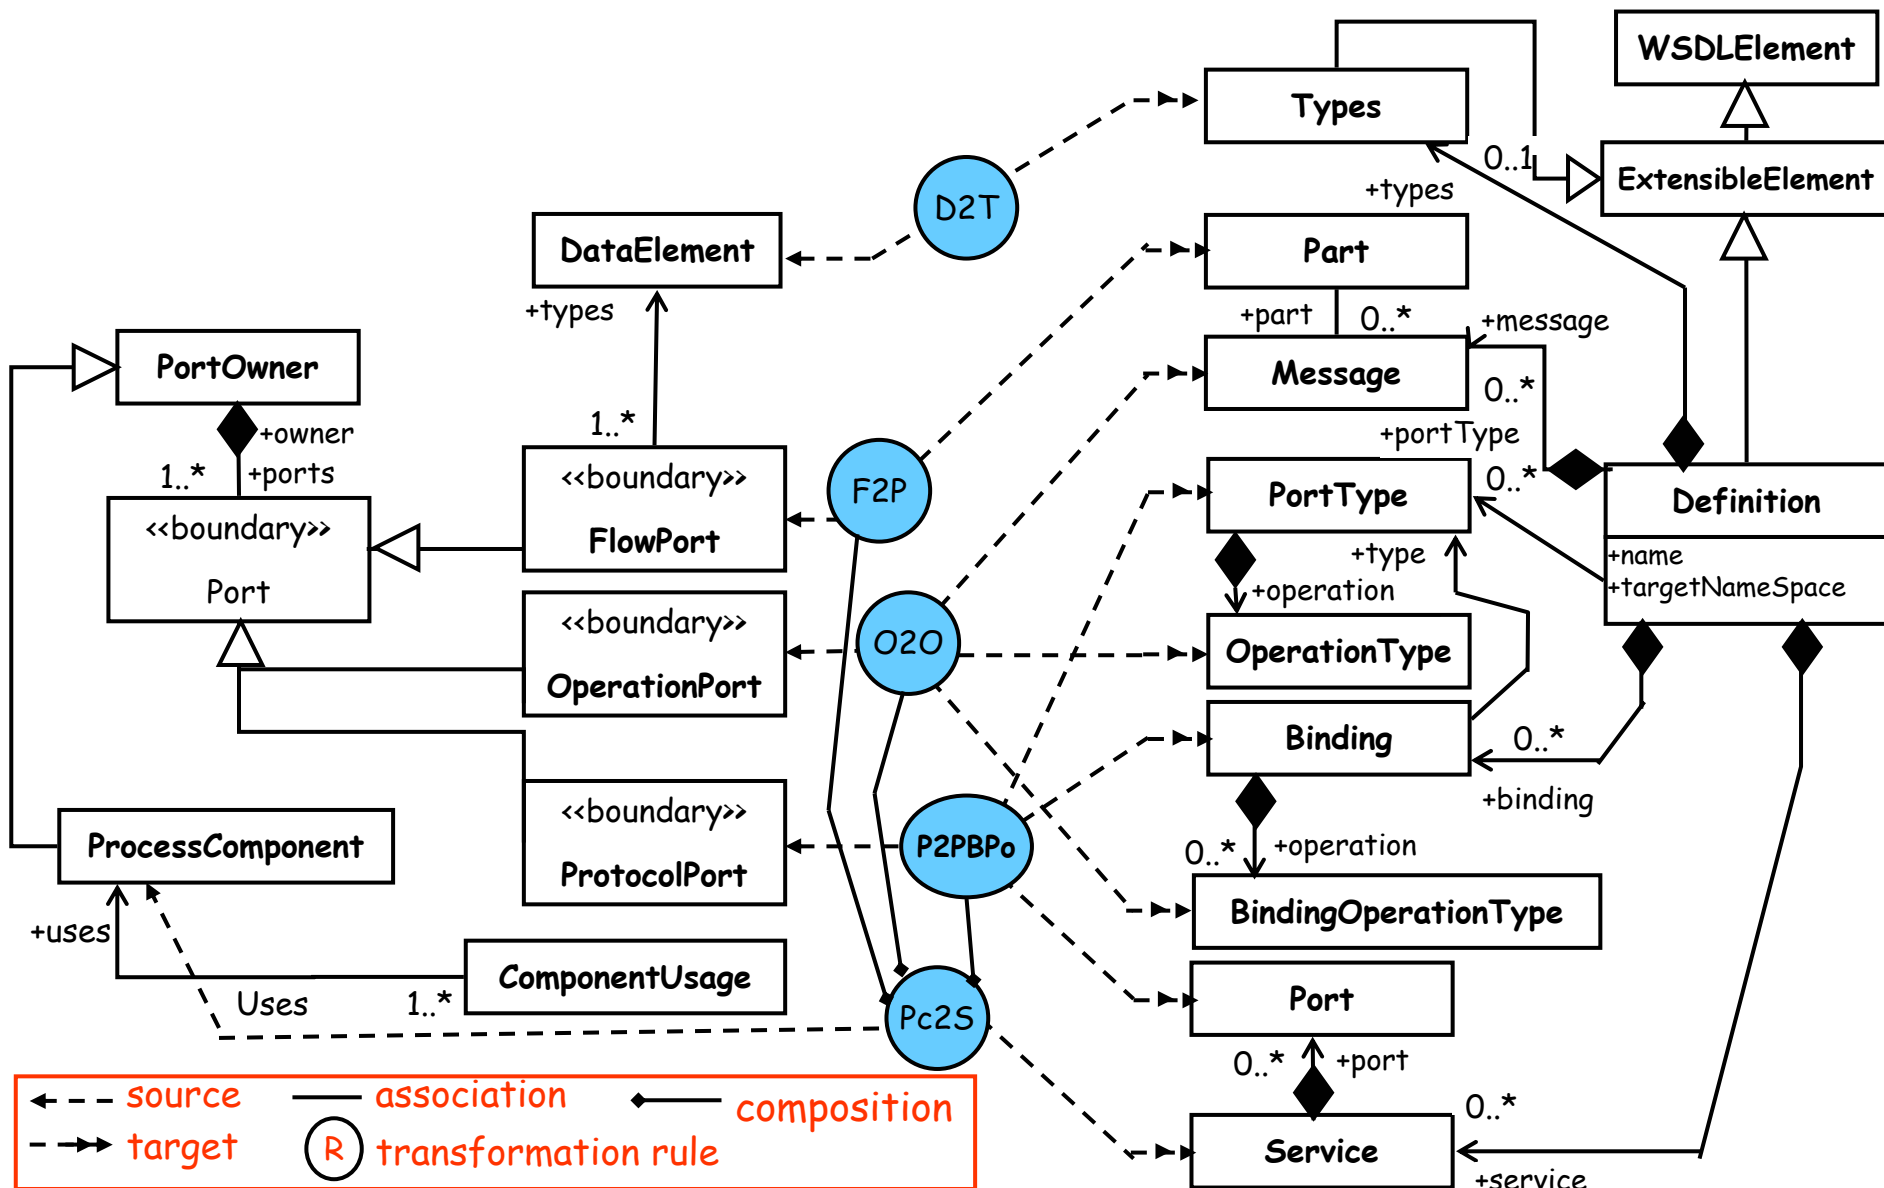 WSDLElement
Types
0..1
ExtensibleElement
+types
D2T
DataElement
Part
+types
+part
0..*
+message
PortOwner
Message
0..*
1..*
+owner
+portType
1..*
+ports
<<boundary>>
F2P
PortType
0..*
Definition
<<boundary>>
FlowPort
+type
+name
Port
+operation
+targetNameSpace
<<boundary>>
O2O
OperationType
OperationPort
Binding
0..*
<<boundary>>
+binding
ProcessComponent
P2PBPo
0..*
+operation
ProtocolPort
BindingOperationType
+uses
ComponentUsage
Port
Uses
1..*
Pc2S
0..*
+port
source
association
composition
0..*
target
R
transformation rule
Service
+service